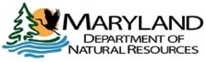 MARYLAND
DEPARTMENT OF
NATURAL RESOURCES